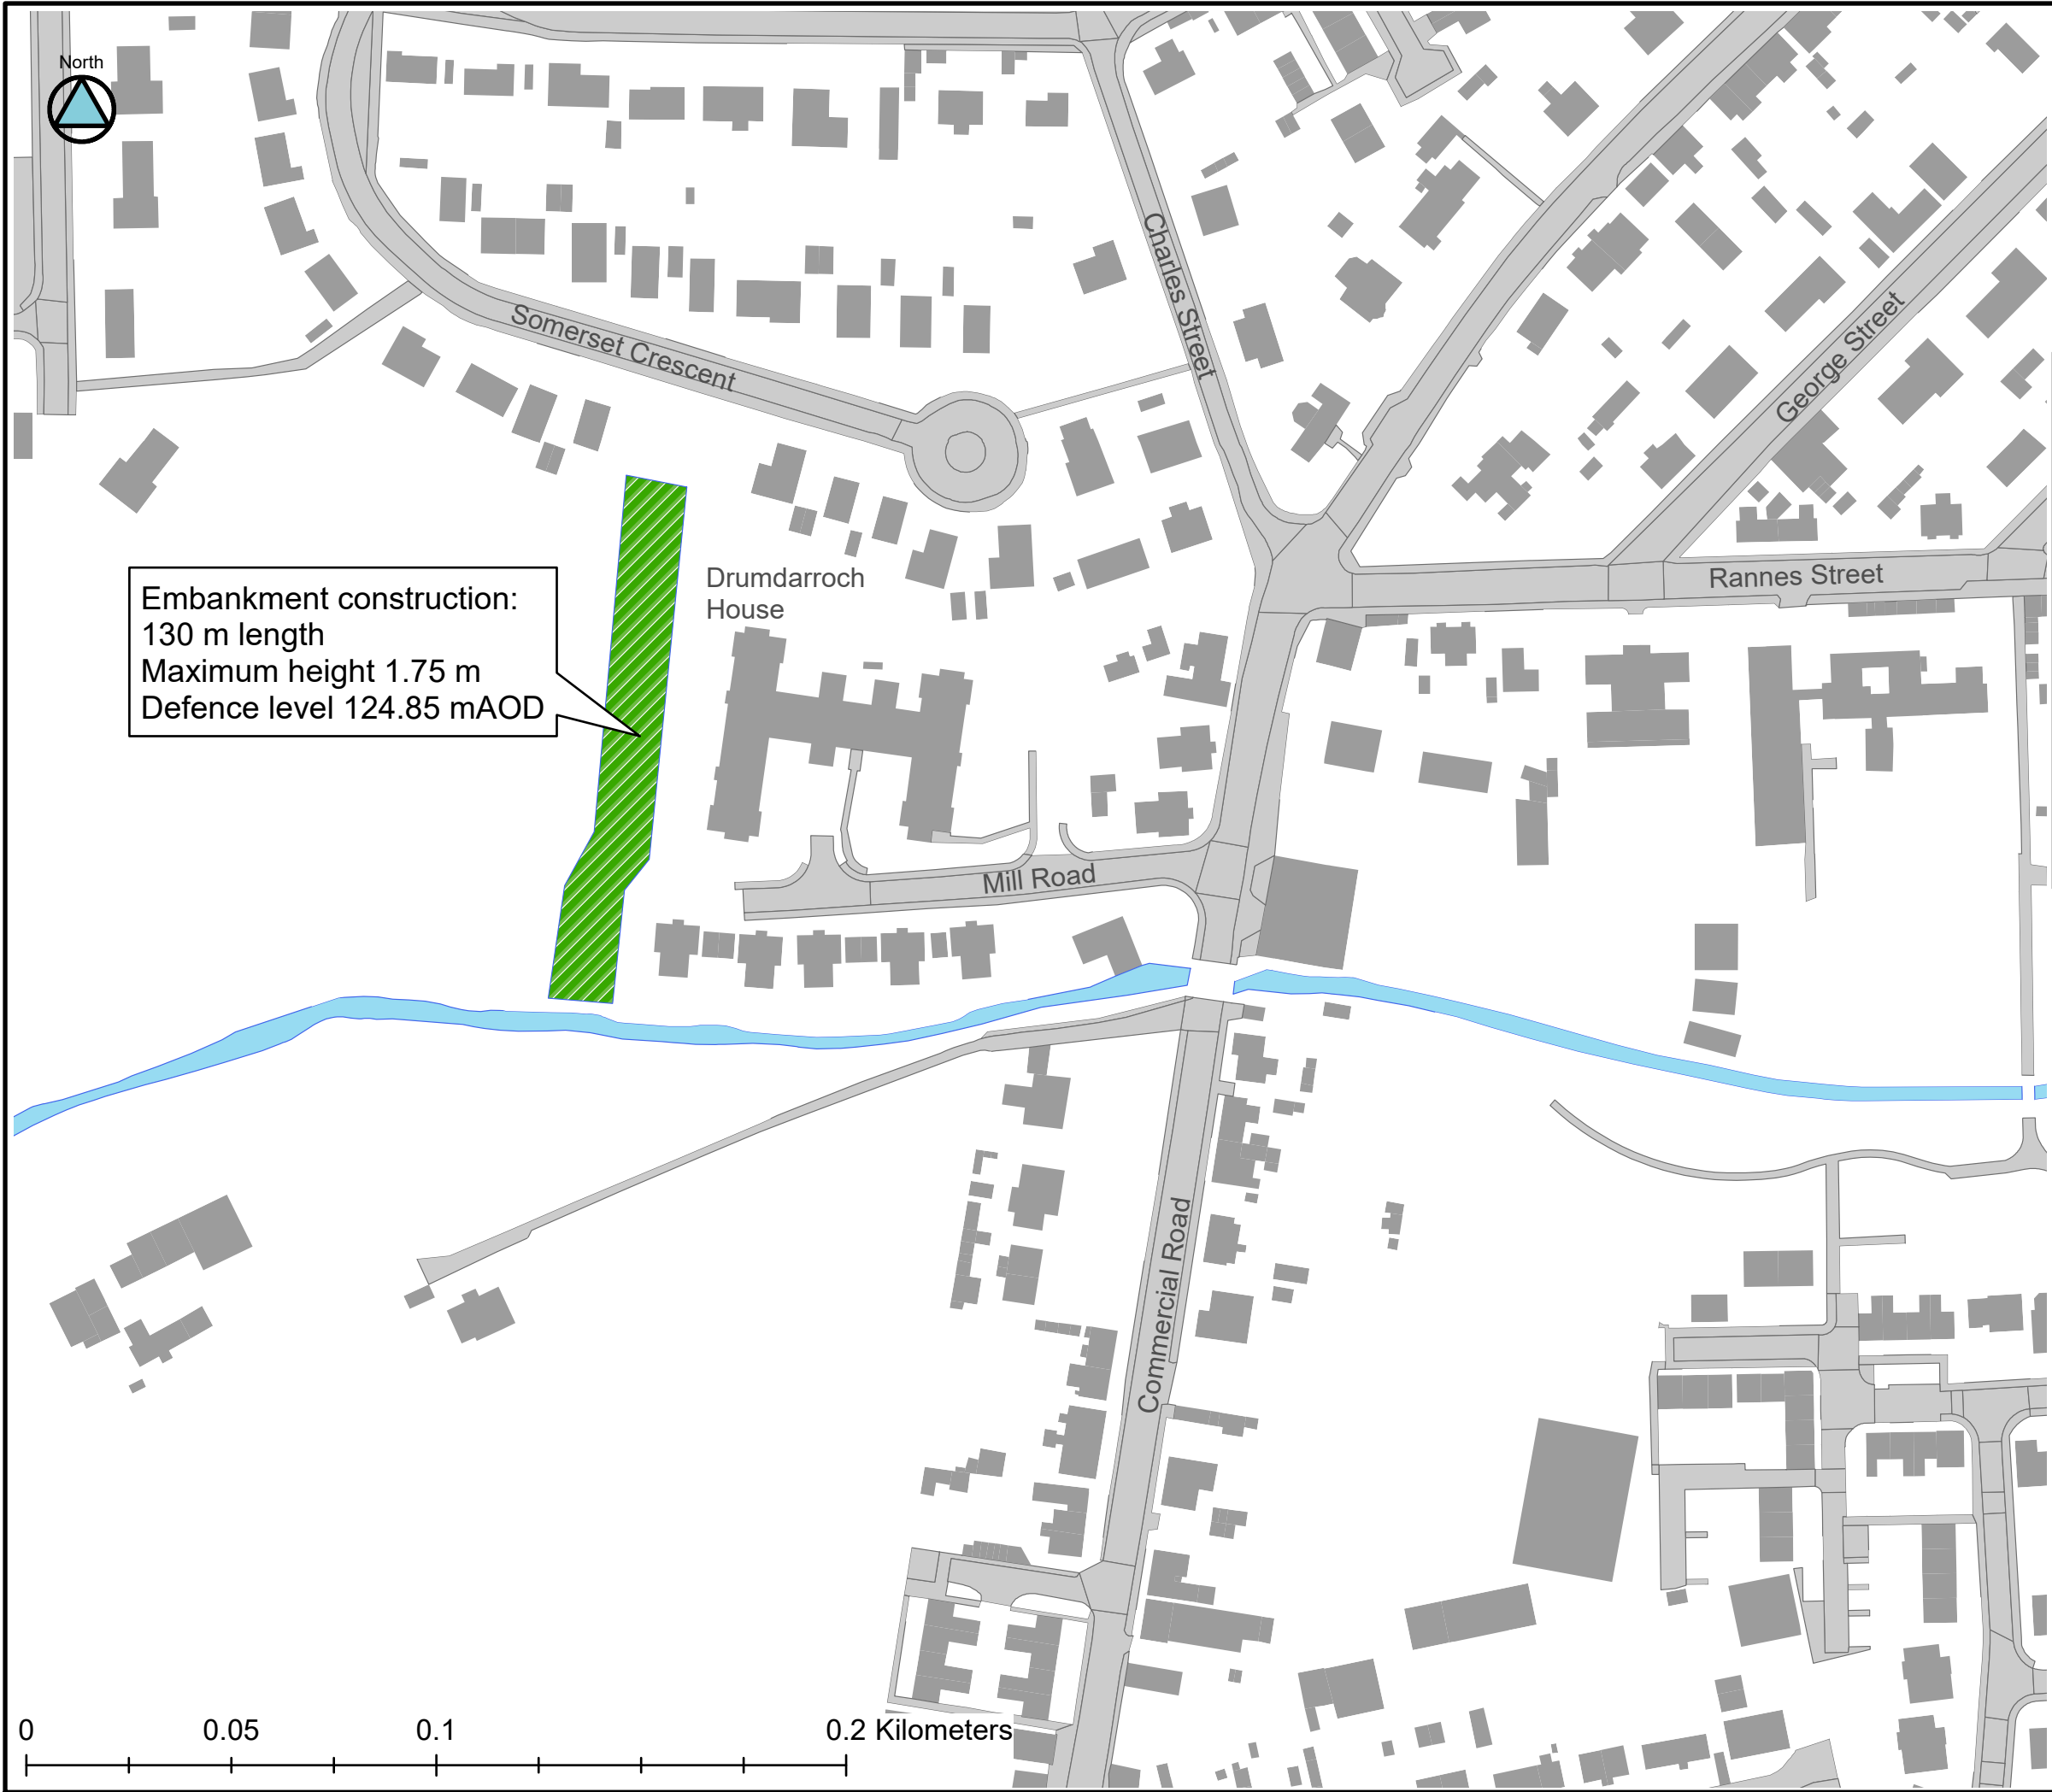 North
Charles Street
Somerset Crescent
George Street
Rannes Street
Drumdarroch
House
Embankment construction:
130 m length
Maximum height 1.75 m
Defence level 124.85 mAOD
Mill Road
Commercial Road
0 0.05 0.1 0.2 Kilometers